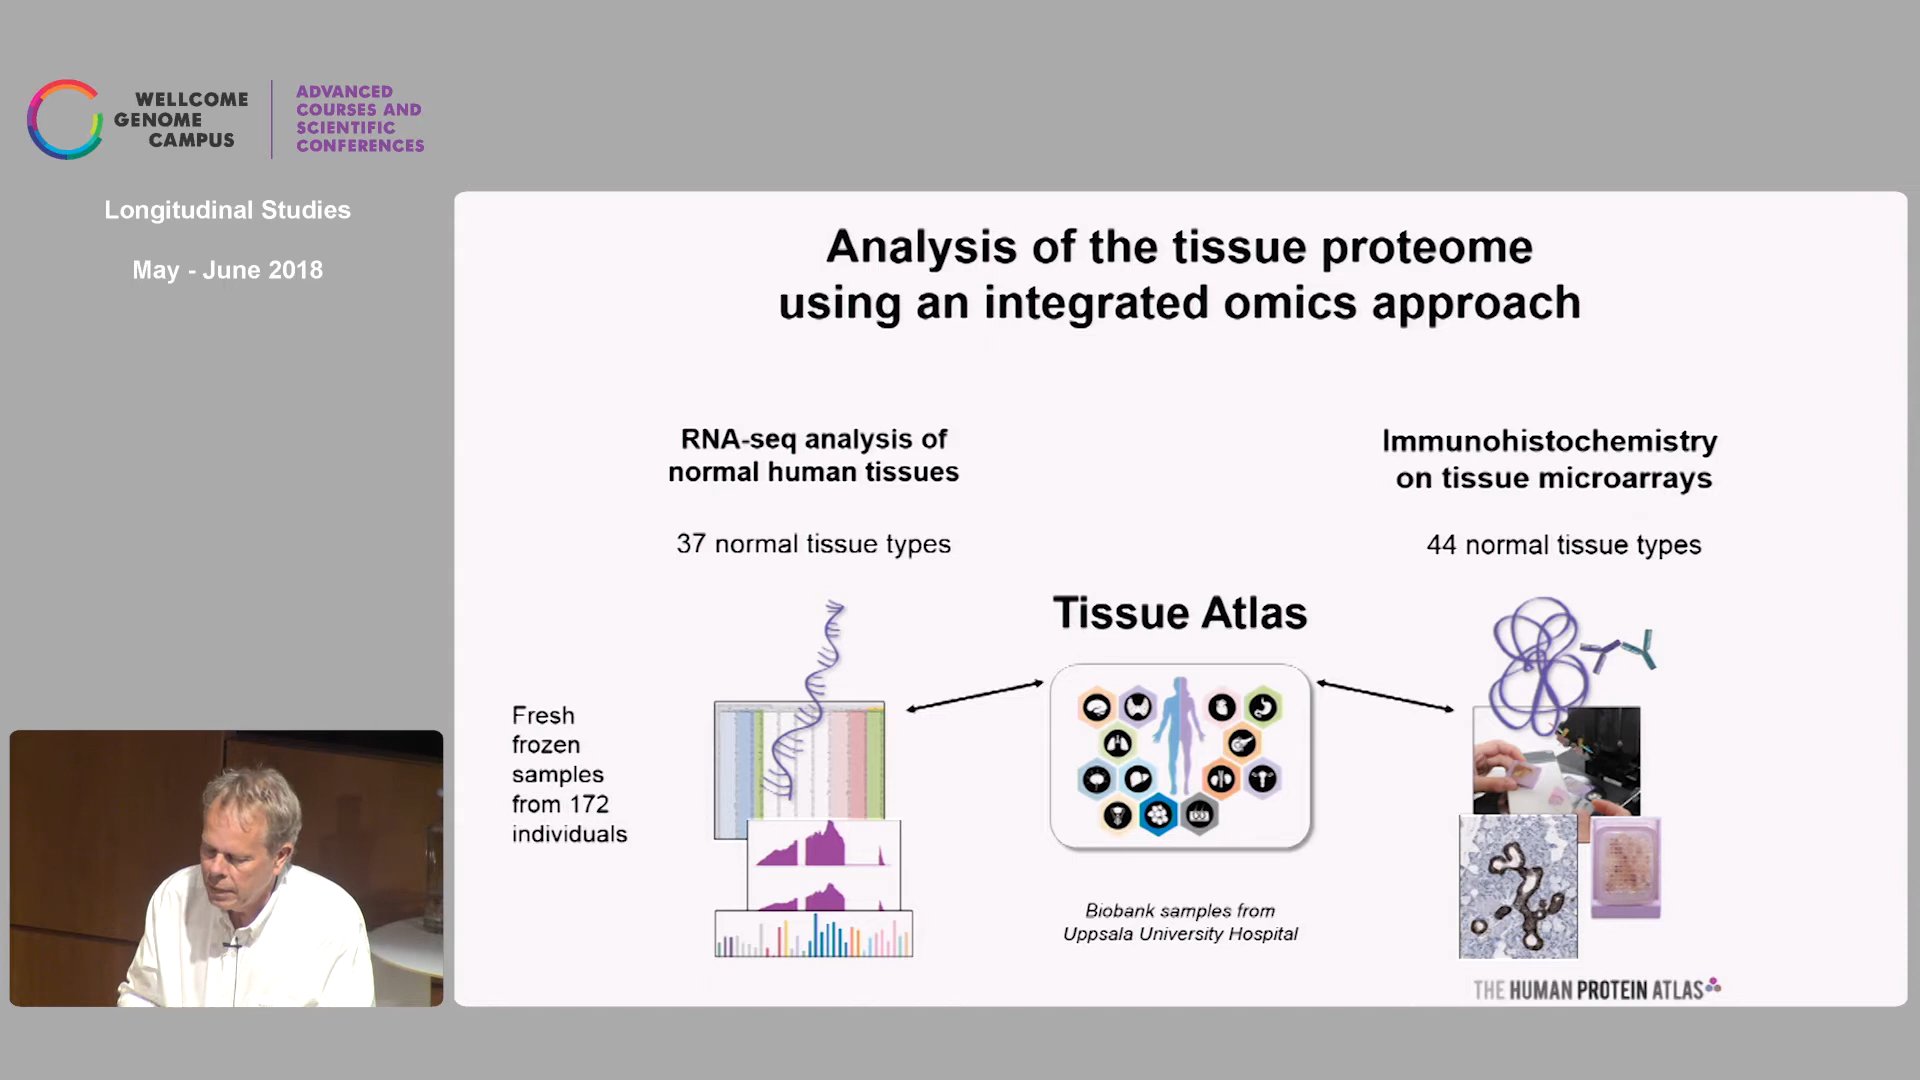 WELLCOME
GENOME
CAMPUS
ADVANCED
COURSES AND
SCIENTIFIC
CONFERENCES
Longitudinal Studies
May - June 2018
Analysis of the tissue proteome
using an integrated omics approach
RNA-seq analysis of
normal human tissues
37 normal tissue types
Immunohistochemistry
on tissue microarrays
44 normal tissue types
Tissue Atlas
Fresh
frozen
samples
from 172
individuals
Biobank samples from
Uppsala University Hospital
THE HUMAN PROTEIN ATLAS